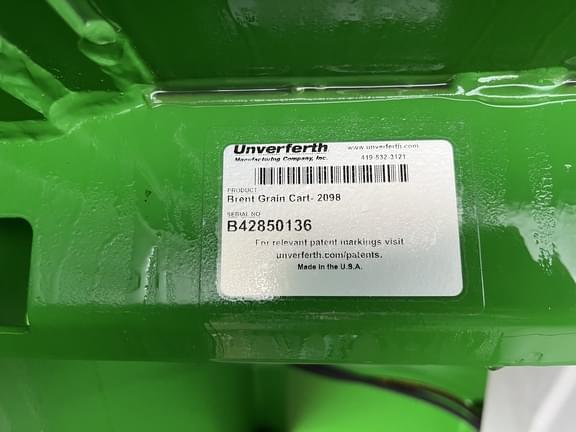 Unverferth www.unverferth.com
Manufacturing Company, Inc. 419-532-3121
PRODUCT
Brent Grain Cart- 2098
SERIAL NO
B42850136
For relevant patent markings visit
unverferth.com/patents.
Made in the U.S.A.